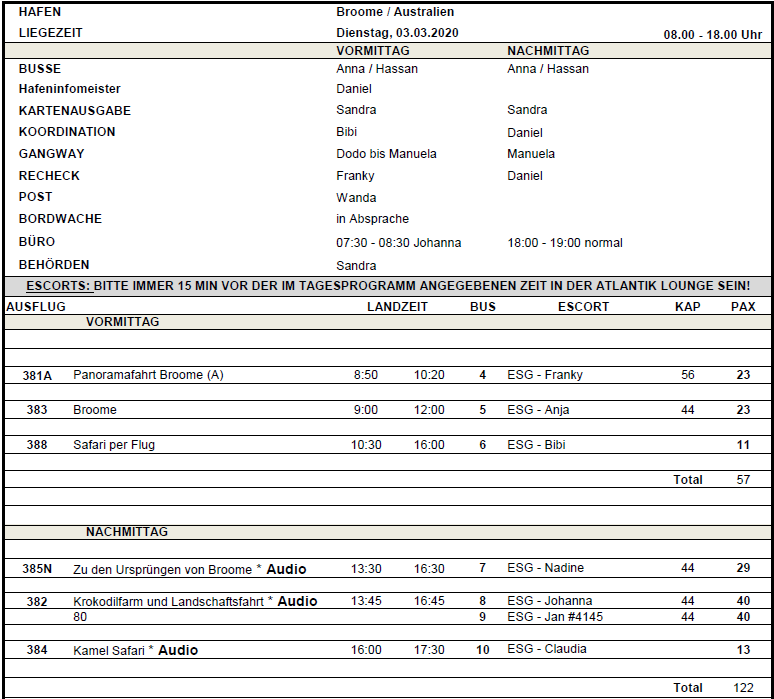 HAFEN Broome / Australien
LIEGEZEIT Dienstag, 03.03.2020 08.00 - 18.00 Uhr
VORMITTAG NACHMITTAG
BUSSE Anna / Hassan Anna / Hassan
Hafeninfomeister Daniel
KARTENAUSGABE Sandra Sandra
KOORDINATION Bibi Daniel
GANGWAY Dodo bis Manuela Manuela
RECHECK Franky Daniel
POST Wanda
BORDWACHE in Absprache
BÜRO 07:30 - 08:30 Johanna 18:00 - 19:00 normal
BEHÖRDEN Sandra
ESCORTS: BITTE IMMER 15 MIN VOR DER IM TAGESPROGRAMM ANGEGEBENEN ZEIT IN DER ATLANTIK LOUNGE SEIN!
AUSFLUG LANDZEIT BUS ESCORT KAP PAX
VORMITTAG
381A Panoramafahrt Broome (A) 8:50 10:20 4 ESG - Franky 56 23
383 Broome 9:00 12:00 5 ESG - Anja 44 23
388 Safari per Flug 10:30 16:00 6 ESG - Bibi 11
Total 57
NACHMITTAG
385N Zu den Ursprüngen von Broome * Audio 13:30 16:30 7 ESG - Nadine 44 29
382 Krokodilfarm und Landschaftsfahrt * Audio 13:45 16:45 8 ESG - Johanna 44 40
80 9 ESG - Jan #4145 44 40
384 Kamel Safari * Audio 16:00 17:30 10 ESG - Claudia 13
Total 122